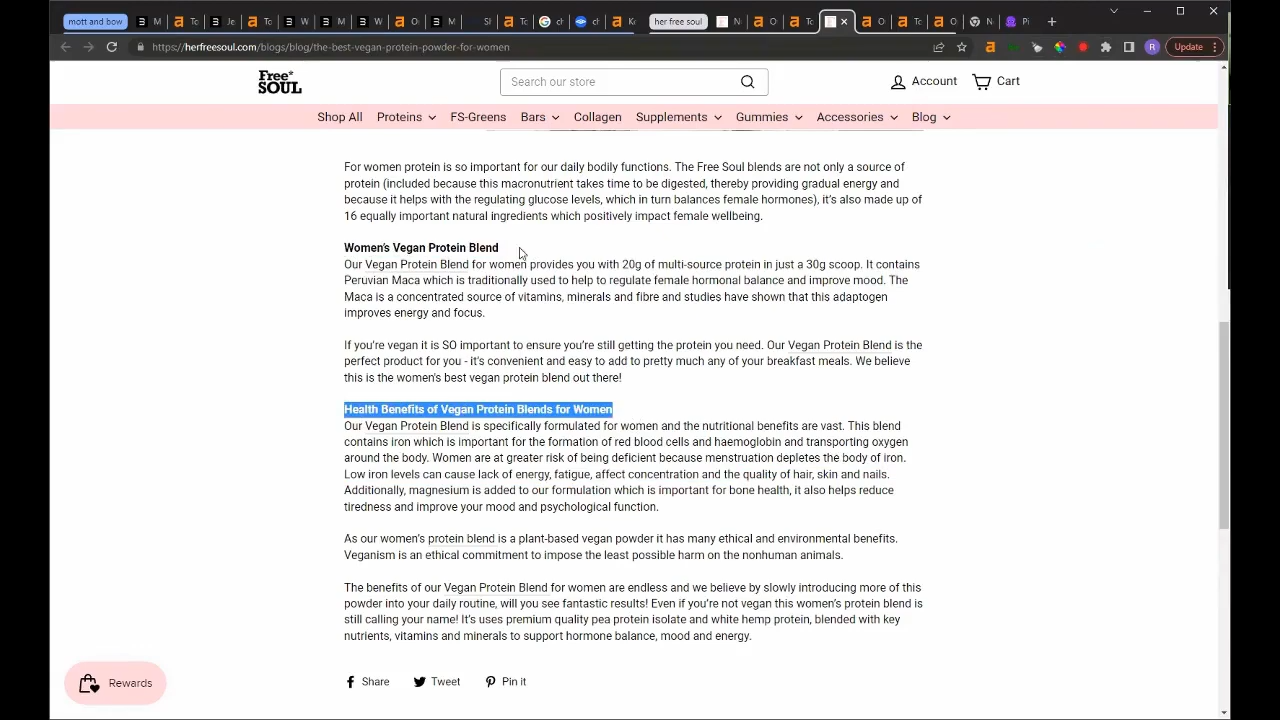 mott and bow
her free soul
https://herfreesoul.com/blogs/blog/the-best-vegan-protein-powder-for-women
R
Update
Free*
SOUL
Search our store
Account
Cart
Shop All
Proteins
FS-Greens
Bars
Collagen
Supplements
Gummies
Accessories
Blog
For women protein is so important for our daily bodily functions. The Free Soul blends are not only a source of
protein (included because this macronutrient takes time to be digested, thereby providing gradual energy and
because it helps with the regulating glucose levels, which in turn balances female hormones), it's also made up of
16 equally important natural ingredients which positively impact female wellbeing.
Women's Vegan Protein Blend
Our Vegan Protein Blend for women provides you with 20g of multi-source protein in just a 30g scoop. It contains
Peruvian Maca which is traditionally used to help to regulate female hormonal balance and improve mood. The
Maca is a concentrated source of vitamins, minerals and fibre and studies have shown that this adaptogen
improves energy and focus.
If you're vegan it is SO important to ensure you're still getting the protein you need. Our Vegan Protein Blend is the
perfect product for you - it's convenient and easy to add to pretty much any of your breakfast meals. We believe
this is the women's best vegan protein blend out there!
Health Benefits of Vegan Protein Blends for Women
Our Vegan Protein Blend is specifically formulated for women and the nutritional benefits are vast. This blend
contains iron which is important for the formation of red blood cells and haemoglobin and transporting oxygen
around the body. Women are at greater risk of being deficient because menstruation depletes the body of iron.
Low iron levels can cause lack of energy, fatigue, affect concentration and the quality of hair, skin and nails.
Additionally, magnesium is added to our formulation which is important for bone health, it also helps reduce
tiredness and improve your mood and psychological function.
As our women's protein blend is a plant-based vegan powder it has many ethical and environmental benefits.
Veganism is an ethical commitment to impose the least possible harm on the nonhuman animals.
The benefits of our Vegan Protein Blend for women are endless and we believe by slowly introducing more of this
powder into your daily routine, will you see fantastic results! Even if you're not vegan this women's protein blend is
still calling your name! It's uses premium quality pea protein isolate and white hemp protein, blended with key
nutrients, vitamins and minerals to support hormone balance, mood and energy.
Share
Tweet
Pin it
Rewards